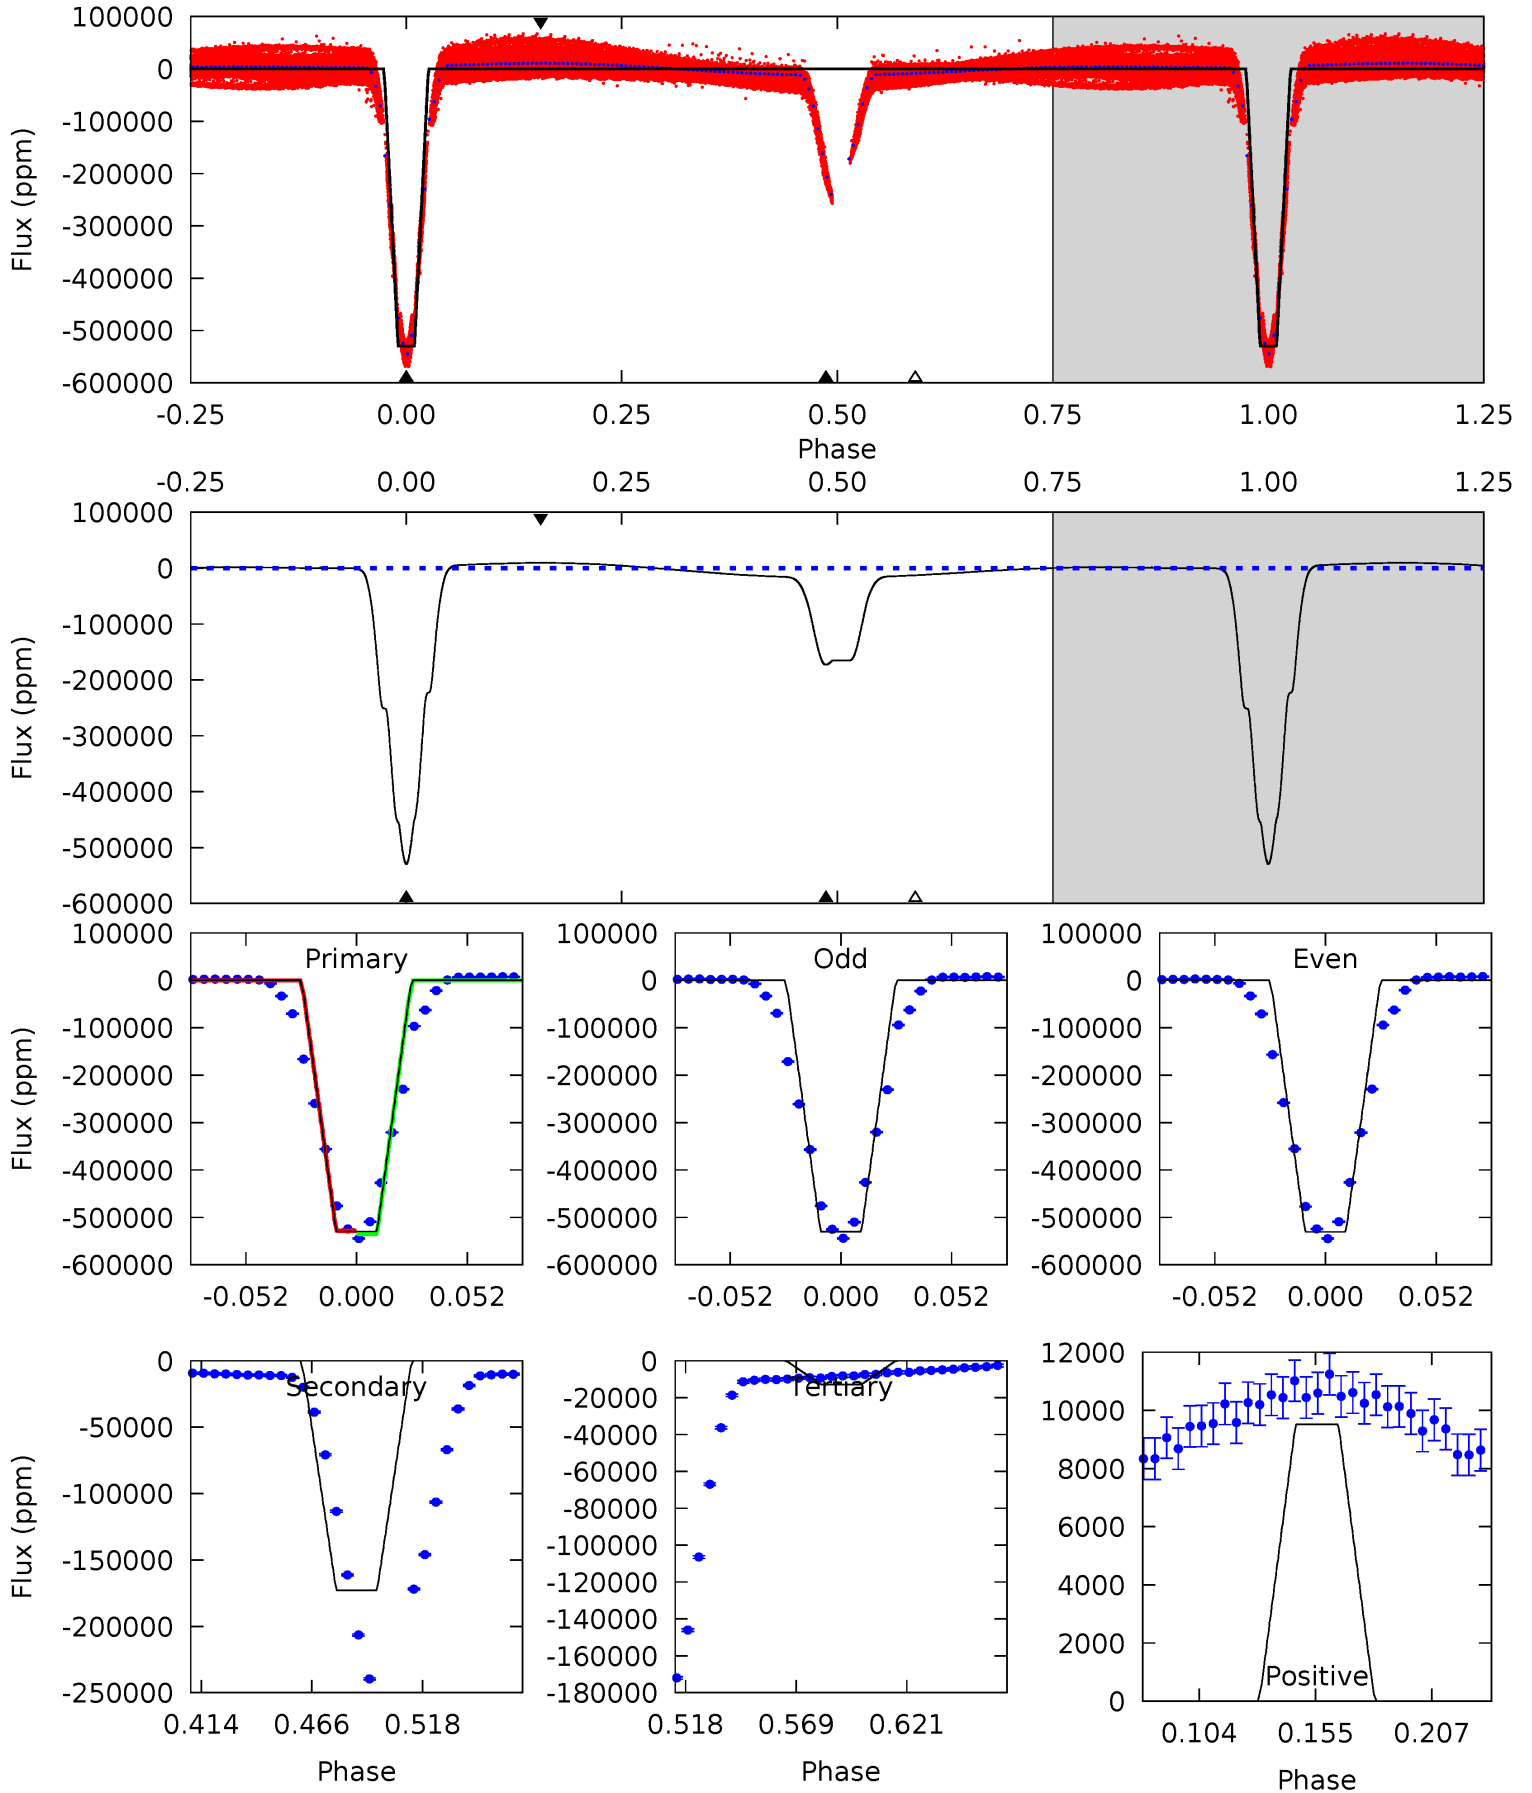 100000
0
-100000
-200000
-300000
-400000
-500000
-600000
Flux (ppm)
-0.25 0.00 0.25 0.50 0.75 1.00 1.25
Phase
-0.25 0.00 0.25 0.50 0.75 1.00 1.25
100000
0
-100000
-200000
-300000
-400000
-500000
-600000
Flux (ppm)
100000
0
-100000
-200000
-300000
-400000
-500000
-600000
Flux (ppm)
Primary
-0.052 0.000 0.052
100000
0
-100000
-200000
-300000
-400000
-500000
-600000
Odd
-0.052 0.000 0.052
100000
0
-100000
-200000
-300000
-400000
-500000
-600000
Even
-0.052 0.000 0.052
0
-50000
-100000
-150000
-200000
-250000
Flux (ppm)
Secondary
0.414 0.466 0.518
Phase
0
-20000
-40000
-60000
-80000
-100000
-120000
-140000
-160000
-180000
Tertiary
0.518 0.569 0.621
Phase
12000
10000
8000
6000
4000
2000
0
Positive
0.104 0.155 0.207
Phase